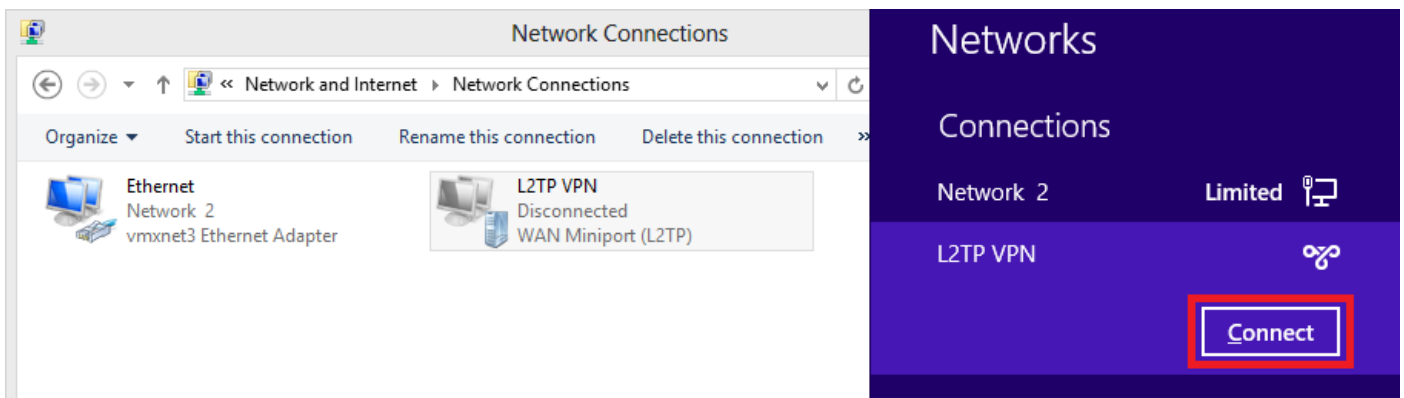 Network Connections
« Network and Internet Network Connections
Organize Start this connection Rename this connection Delete this connection »
Ethernet
Network 2
vmxnet3 Ethernet Adapter
L2TP VPN
Disconnected
WAN Miniport (L2TP)
Networks
Connections
Network 2 Limited
L2TP VPN
Connect